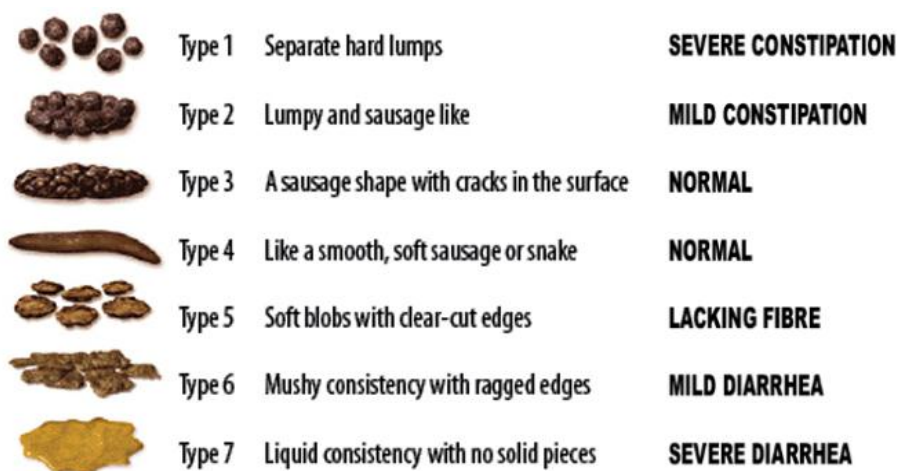 Type 1 Separate hard lumps SEVERE CONSTIPATION
Type 2 Lumpy and sausage like MILD CONSTIPATION
Type 3 A sausage shape with cracks in the surface NORMAL
Type 4 Like a smooth, soft sausage or snake NORMAL
Type 5 Soft blobs with clear-cut edges LACKING FIBRE
Type 6 Mushy consistency with ragged edges MILD DIARRHEA
Type 7 Liquid consistency with no solid pieces SEVERE DIARRHEA